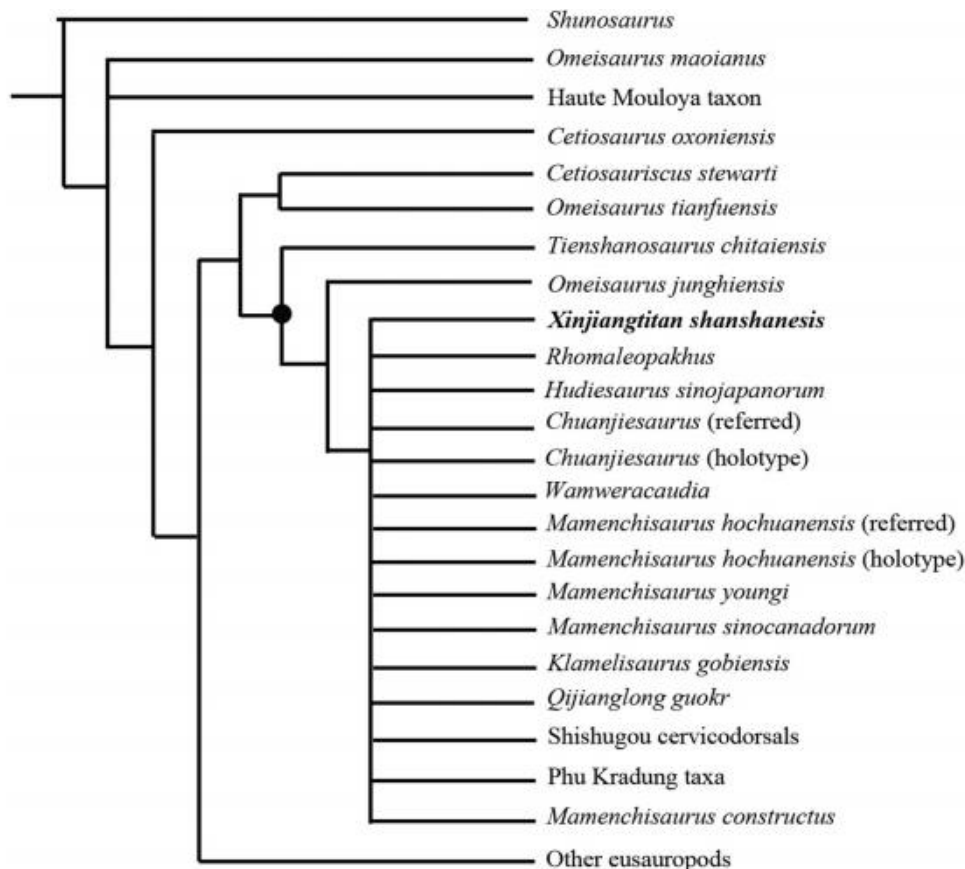 Shunosaurus
Omeisaurus maoianus
Haute Mouloya taxon
Cetiosaurus oxoniensis
Cetiosauriscus stewarti
Omeisaurus tianfuensis
Tienshanosaurus chitaiensis
Omeisaurus junghiensis
Xinjiangtitan shanshanesis
Rhomaleopakhus
Hudiesaurus sinojapanorum
Chuanjiesaurus (referred)
Chuanjiesaurus (holotype)
Wamweracaudia
Mamenchisaurus hochuanensis (referred)
Mamenchisaurus hochuanensis (holotype)
Mamenchisaurus youngi
Mamenchisaurus sinocanadorum
Klamelisaurus gobiensis
Qijianglong guokr
Shishugou cervicodorsals
Phu Kradung taxa
Mamenchisaurus constructus
Other eusauropods